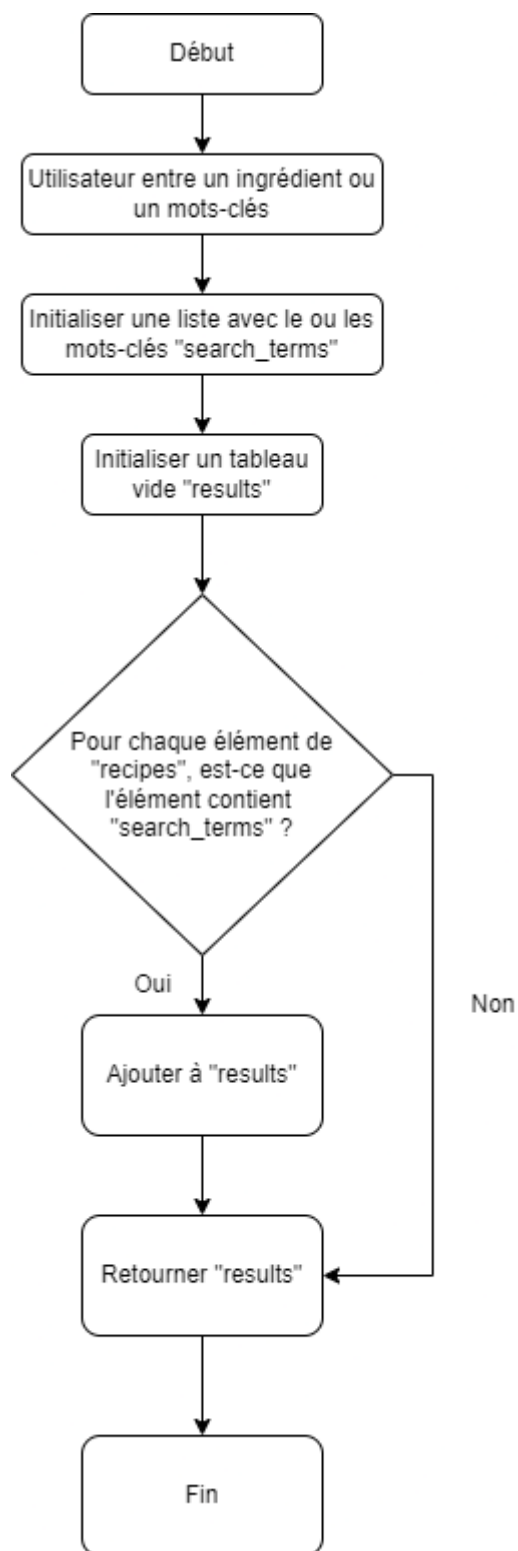 Début
Utilisateur entre un ingrédient ou
un mots-clés
Initialiser une liste avec le ou les
mots-clés "search_terms"
Initialiser un tableau
vide "results"
Pour chaque élément de
"recipes", est-ce que
l'élément contient
"search_terms" ?
Oui
Non
Ajouter à "results"
Retourner "results"
Fin